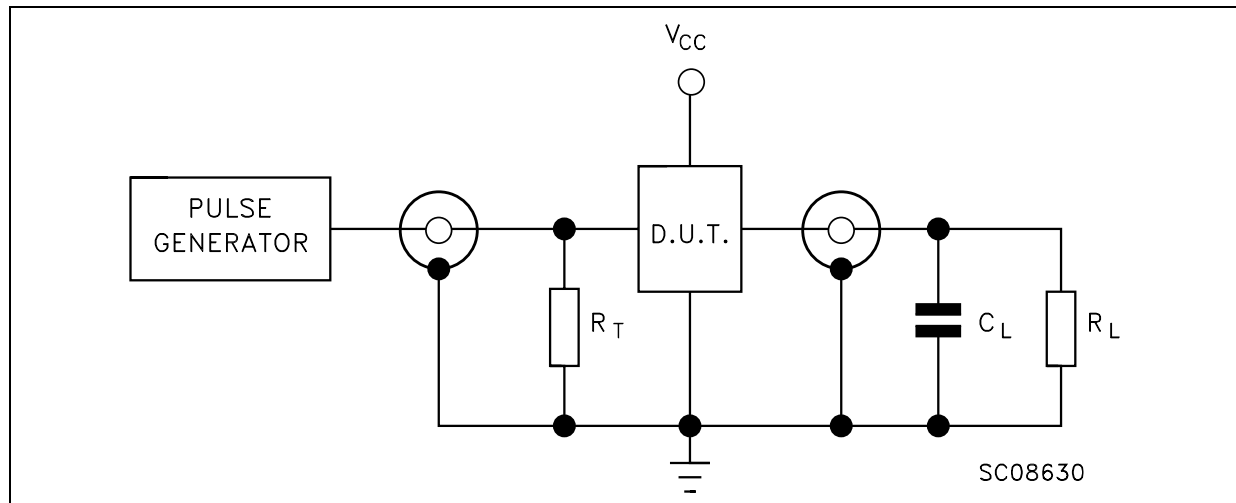 VCC
PULSE
GENERATOR
D.U.T.
RT
CL
RL
SC08630